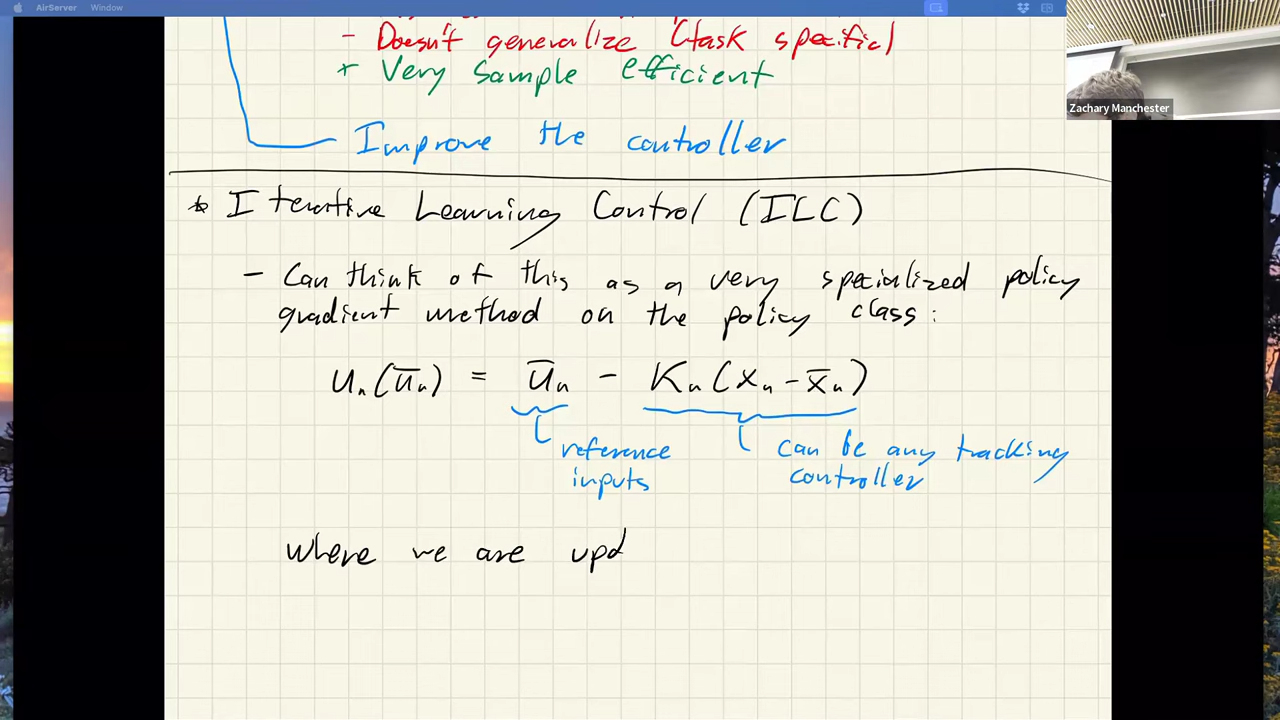 AirServer Window
- Doesn't generalize (task specific)
+ Very sample efficient
Zachary Manchester
Improve the controller
* Iterative Learning Control (ILC)
- Can think of this as a very specialized policy
gradient method on the policy class:
uₙ(ūₙ) = ūₙ - Kₙ(xₙ - x̄ₙ)
reference
inputs
can be any tracking
controller
where we are upd